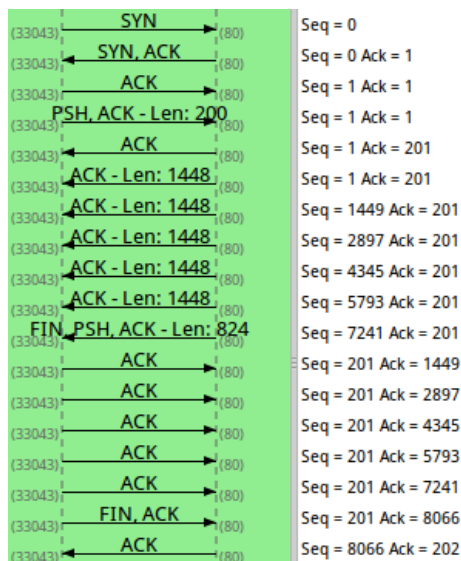 SYN Seq = 0
(33043) (80)
SYN, ACK Seq = 0 Ack = 1
(33043) (80)
ACK Seq = 1 Ack = 1
(33043) (80)
PSH, ACK - Len: 200 Seq = 1 Ack = 1
(33043) (80)
ACK Seq = 1 Ack = 201
(33043) (80)
ACK - Len: 1448 Seq = 1 Ack = 201
(33043) (80)
ACK - Len: 1448 Seq = 1449 Ack = 201
(33043) (80)
ACK - Len: 1448 Seq = 2897 Ack = 201
(33043) (80)
ACK - Len: 1448 Seq = 4345 Ack = 201
(33043) (80)
ACK - Len: 1448 Seq = 5793 Ack = 201
(33043) (80)
FIN, PSH, ACK - Len: 824 Seq = 7241 Ack = 201
(33043) (80)
ACK Seq = 201 Ack = 1449
(33043) (80)
ACK Seq = 201 Ack = 2897
(33043) (80)
ACK Seq = 201 Ack = 4345
(33043) (80)
ACK Seq = 201 Ack = 5793
(33043) (80)
ACK Seq = 201 Ack = 7241
(33043) (80)
FIN, ACK Seq = 201 Ack = 8066
(33043) (80)
ACK Seq = 8066 Ack = 202
(33043) (80)